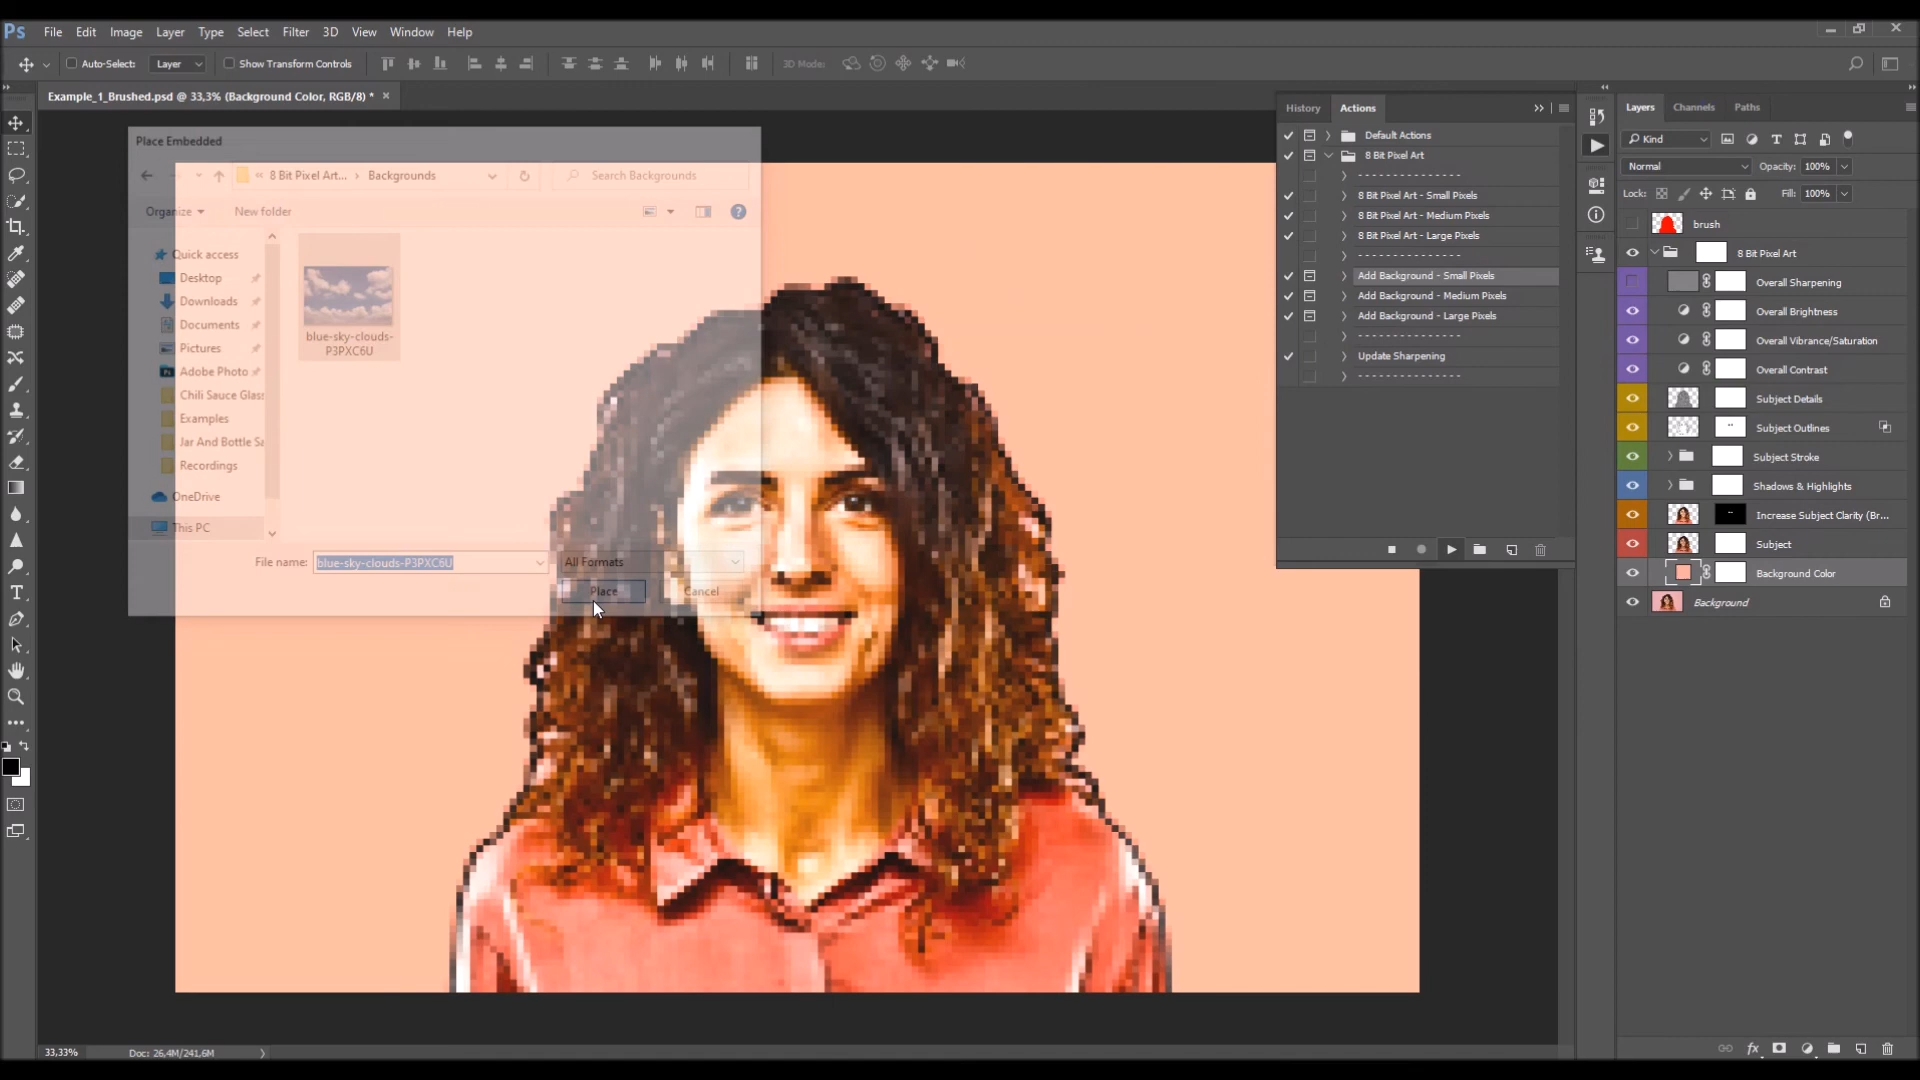 Ps File Edit Image Layer Type Select Filter 3D View Window Help
Auto-Select: Layer Show Transform Controls 3D Mode:
Example_1_Brushed.psd @ 33,3% (Background Color, RGB/8) *
Place Embedded
« 8 Bit Pixel Art... › Backgrounds
Search Backgrounds
Organize New folder
Quick access
Desktop
Downloads
Documents
Pictures
Adobe Photo
Chili Sauce Glas
Examples
Jar And Bottle Sa
Recordings
OneDrive
This PC
blue-sky-clouds-
P3PXC6U
File name: blue-sky-clouds-P3PXC6U All Formats
Place Cancel
History Actions
Default Actions
8 Bit Pixel Art
- - - - - - - - - - - - - - -
8 Bit Pixel Art - Small Pixels
8 Bit Pixel Art - Medium Pixels
8 Bit Pixel Art - Large Pixels
- - - - - - - - - - - - - - -
Add Background - Small Pixels
Add Background - Medium Pixels
Add Background - Large Pixels
- - - - - - - - - - - - - - -
Update Sharpening
- - - - - - - - - - - - - - -
Layers Channels Paths
Kind
Normal Opacity: 100%
Lock: Fill: 100%
brush
8 Bit Pixel Art
Overall Sharpening
Overall Brightness
Overall Vibrance/Saturation
Overall Contrast
Subject Details
Subject Outlines
Subject Stroke
Shadows & Highlights
Increase Subject Clarity (Br...
Subject
Background Color
Background
fx
33,33% Doc: 26,4M/241,6M